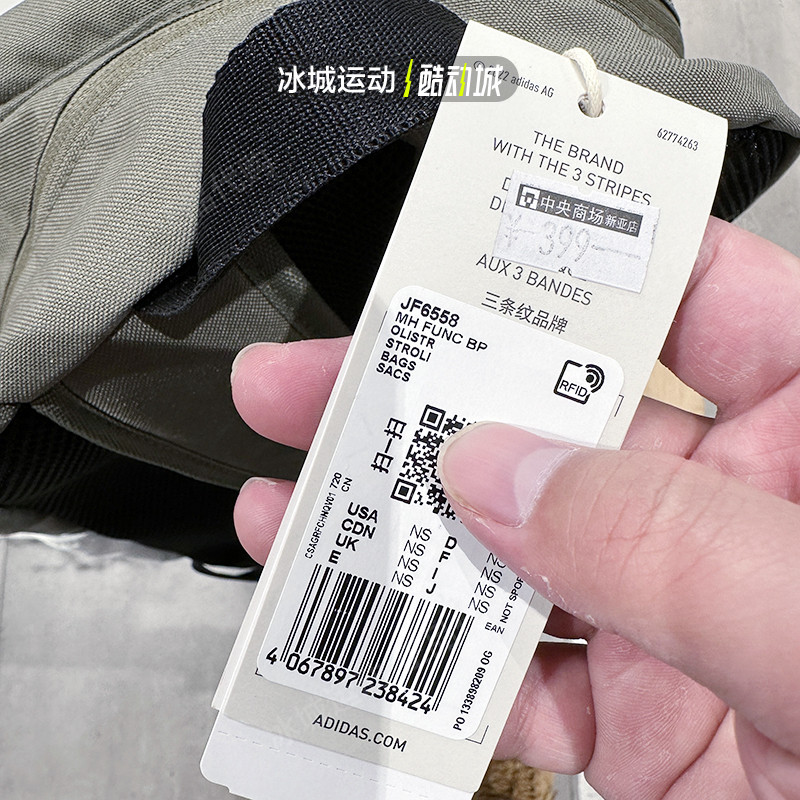 冰城运动 酷动城
adidas AG
62774263
THE BRAND
WITH THE 3 STRIPES
中央商场新亚店
¥ 399
AUX 3 BANDES
三条纹品牌
JF6558
MH FUNC BP
OLISTR
STROLI
BAGS
SACS
RFID
扫一扫
CSAGRFCHNQV01 720
CN
USA NS D
CDN NS F
UK NS I NS
E NS J NS
EAN NOT SPOR
4 067897 238424
PO 133898209 OG
ADIDAS.COM